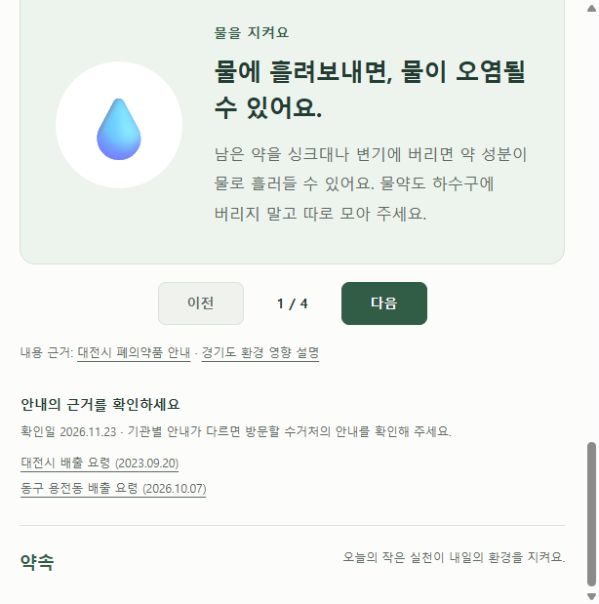 물을 지켜요
물에 흘려보내면, 물이 오염될
수 있어요.
남은 약을 싱크대나 변기에 버리면 약 성분이
물로 흘러들 수 있어요. 물약도 하수구에
버리지 말고 따로 모아 주세요.
이전 1 / 4 다음
내용 근거: 대전시 폐의약품 안내 · 경기도 환경 영향 설명
안내의 근거를 확인하세요
확인일 2026.11.23 · 기관별 안내가 다르면 방문할 수거처의 안내를 확인해 주세요.
대전시 배출 요령 (2023.09.20)
동구 용전동 배출 요령 (2026.10.07)
약속 오늘의 작은 실천이 내일의 환경을 지켜요.